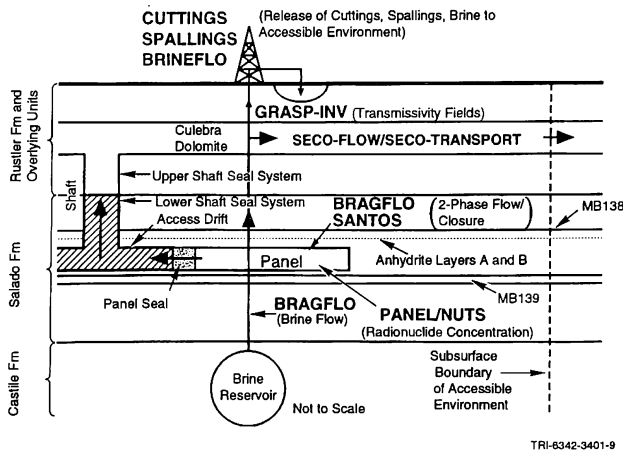 CUTTINGS
SPALLINGS
BRINEFLO
(Release of Cuttings, Spallings, Brine to
Accessible Environment)
GRASP-INV (Transmissivity Fields)
Rustler Fm and
Overlying Units
Culebra
Dolomite
SECO-FLOW/SECO-TRANSPORT
Shaft
Upper Shaft Seal System
Lower Shaft Seal System
Access Drift
BRAGFLO
SANTOS
(2-Phase Flow/
Closure)
MB138
Salado Fm
Panel
Anhydrite Layers A and B
Panel Seal
MB139
BRAGFLO
(Brine Flow)
PANEL/NUTS
(Radionuclide Concentration)
Castile Fm
Brine
Reservoir
Not to Scale
Subsurface
Boundary
of Accessible
Environment
TRI-6342-3401-9